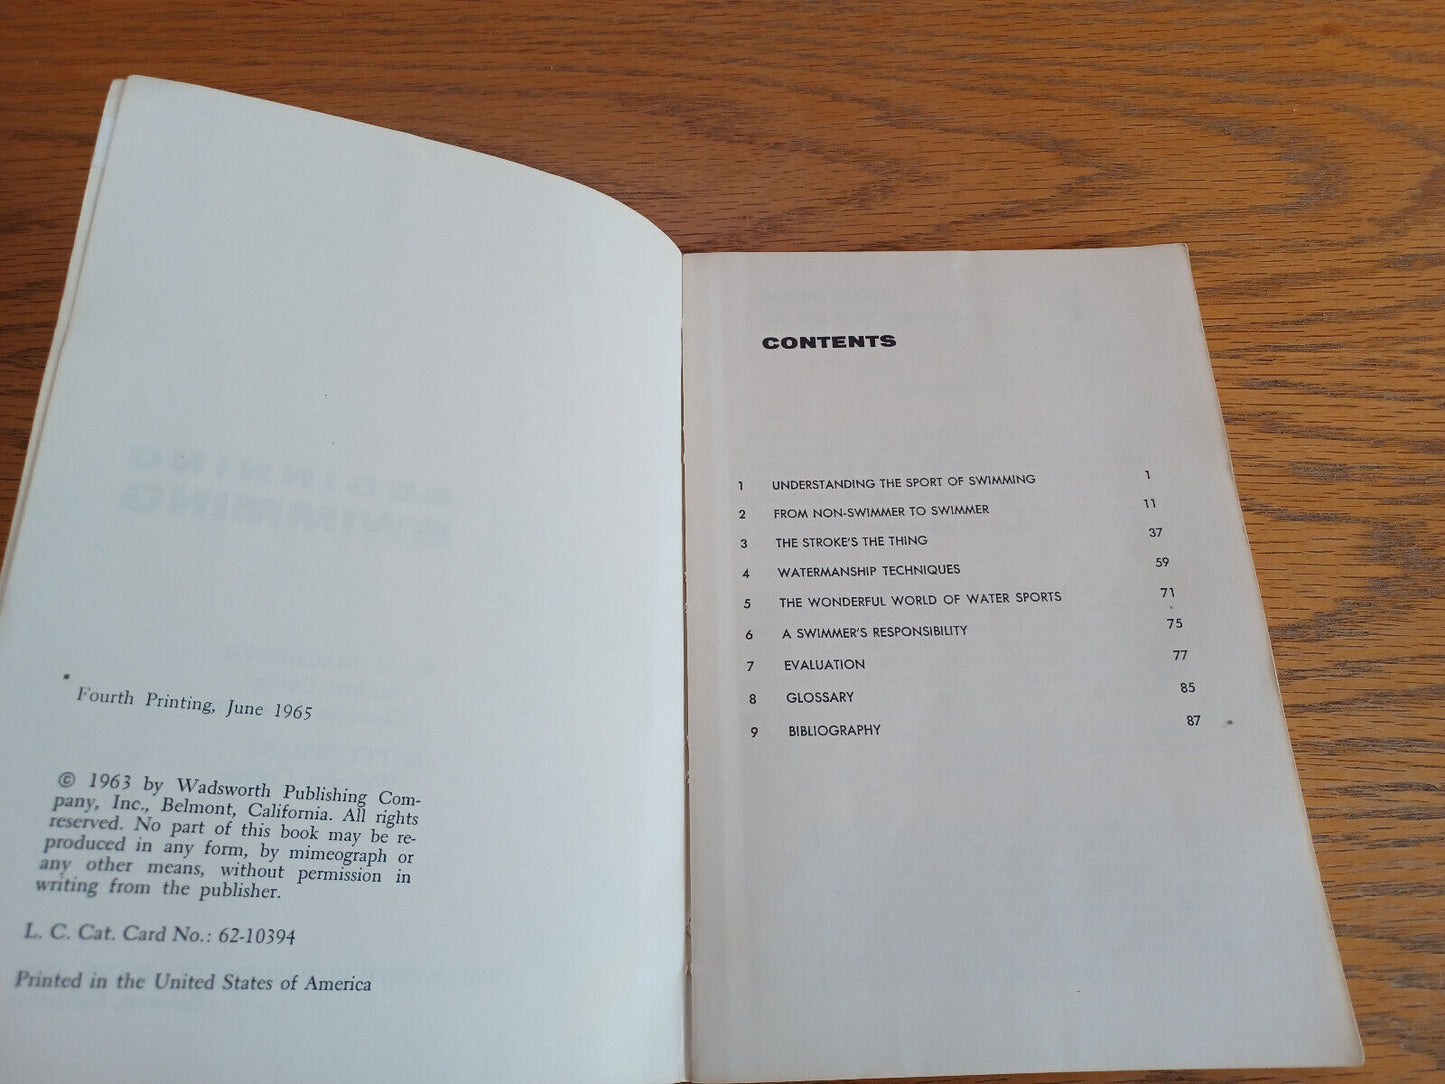 Fourth Printing, June 1965
© 1963 by Wadsworth Publishing Com-
pany, Inc., Belmont, California. All rights
reserved. No part of this book may be re-
produced in any form, by mimeograph or
any other means, without permission in
writing from the publisher.
L. C. Cat. Card No.: 62-10394
Printed in the United States of America
CONTENTS
1 UNDERSTANDING THE SPORT OF SWIMMING 1
2 FROM NON-SWIMMER TO SWIMMER 11
3 THE STROKE'S THE THING 37
4 WATERMANSHIP TECHNIQUES 59
5 THE WONDERFUL WORLD OF WATER SPORTS 71
6 A SWIMMER'S RESPONSIBILITY 75
7 EVALUATION 77
8 GLOSSARY 85
9 BIBLIOGRAPHY 87